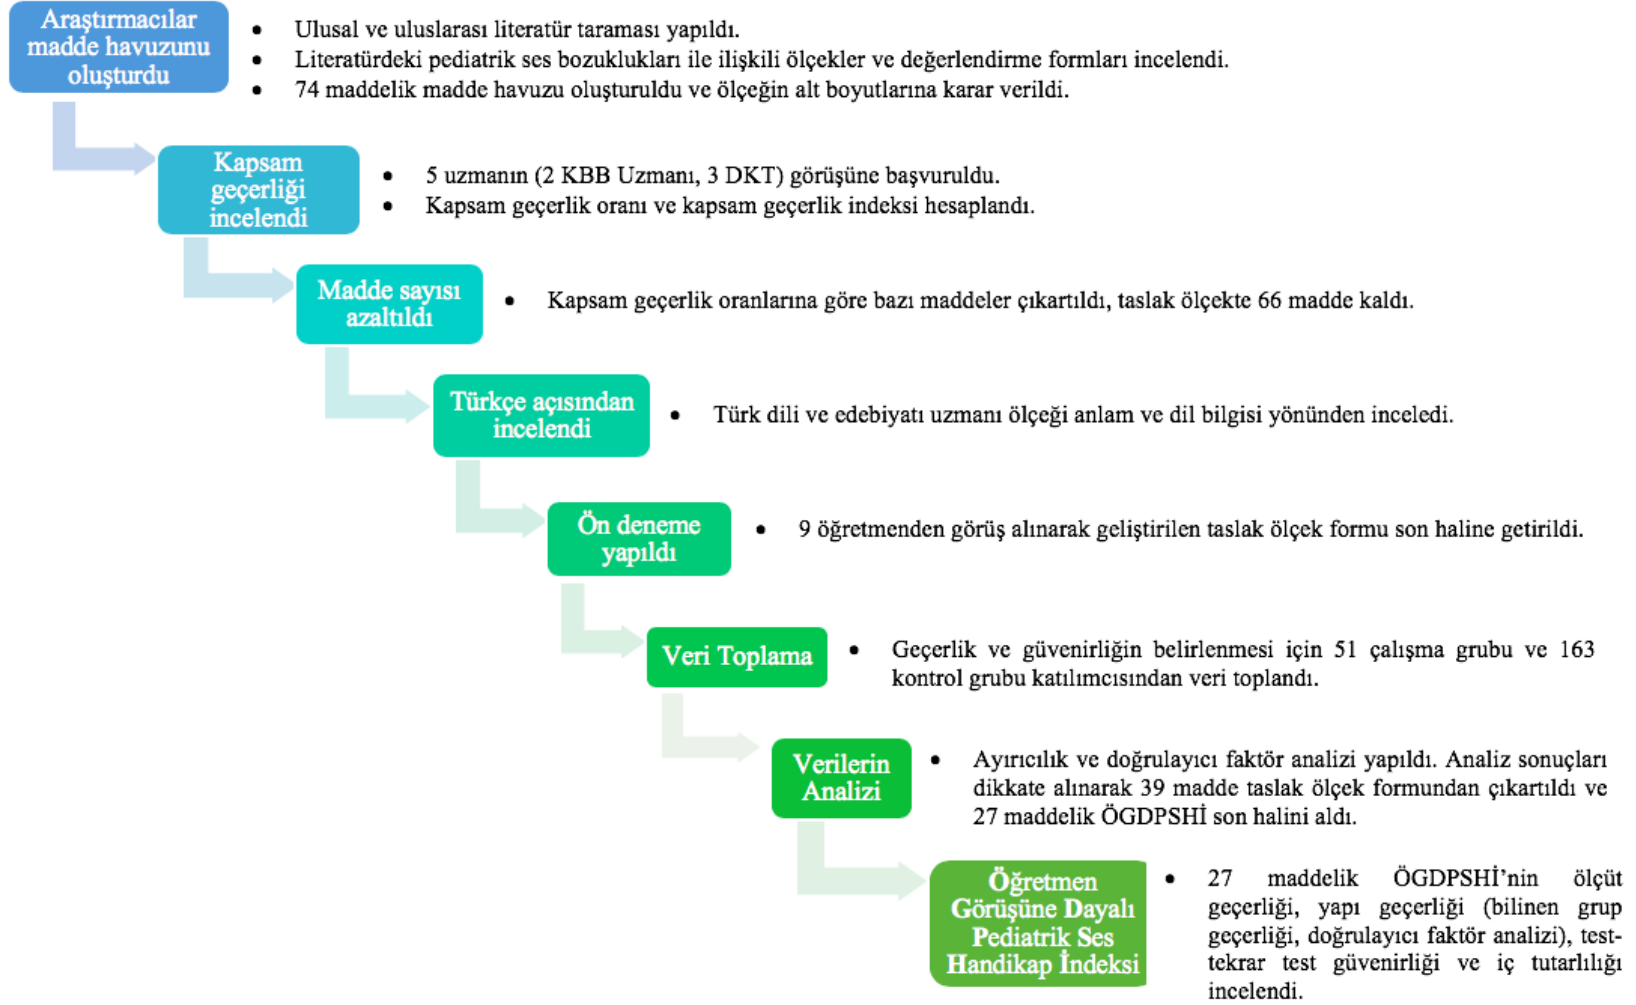 Araştırmacılar
madde havuzunu
oluşturdu
• Ulusal ve uluslarası literatür taraması yapıldı.
• Literatürdeki pediatrik ses bozuklukları ile ilişkili ölçekler ve değerlendirme formları incelendi.
• 74 maddelik madde havuzu oluşturuldu ve ölçeğin alt boyutlarına karar verildi.
Kapsam
geçerliği
incelendi
• 5 uzmanın (2 KBB Uzmanı, 3 DKT) görüşüne başvuruldu.
• Kapsam geçerlik oranı ve kapsam geçerlik indeksi hesaplandı.
Madde sayısı
azaltıldı
• Kapsam geçerlik oranlarına göre bazı maddeler çıkartıldı, taslak ölçekte 66 madde kaldı.
Türkçe açısından
incelendi
• Türk dili ve edebiyatı uzmanı ölçeği anlam ve dil bilgisi yönünden inceledi.
Ön deneme
yapıldı
• 9 öğretmenden görüş alınarak geliştirilen taslak ölçek formu son haline getirildi.
Veri Toplama
• Geçerlik ve güvenirliğin belirlenmesi için 51 çalışma grubu ve 163
kontrol grubu katılımcısından veri toplandı.
Verilerin
Analizi
• Ayırıcılık ve doğrulayıcı faktör analizi yapıldı. Analiz sonuçları
dikkate alınarak 39 madde taslak ölçek formundan çıkartıldı ve
27 maddelik ÖGDPSHİ son halini aldı.
Öğretmen
Görüşüne Dayalı
Pediatrik Ses
Handikap İndeksi
• 27 maddelik ÖGDPSHİ’nin ölçüt
geçerliği, yapı geçerliği (bilinen grup
geçerliği, doğrulayıcı faktör analizi), test-
tekrar test güvenirliği ve iç tutarlılığı
incelendi.